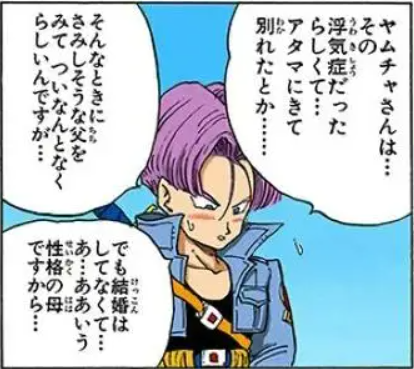 ヤムチャさんは…
その
浮気症だった
らしくて…
アタマにきて
別れたとか……
そんなときに
さみしそうな父を
みて ついなんとなく
らしいんですが…
でも結婚は
してなくて…
あ…ああいう
性格の母
ですから…